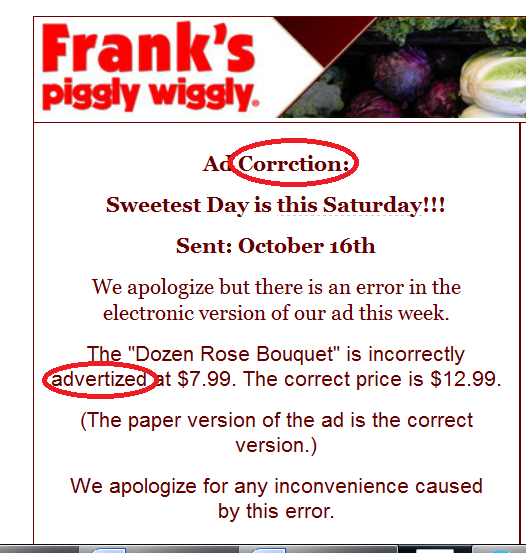 Frank's
piggly wiggly®
Ad Corrction:
Sweetest Day is this Saturday!!!
Sent: October 16th
We apologize but there is an error in the
electronic version of our ad this week.
The "Dozen Rose Bouquet" is incorrectly
advertized at $7.99. The correct price is $12.99.
(The paper version of the ad is the correct
version.)
We apologize for any inconvenience caused
by this error.